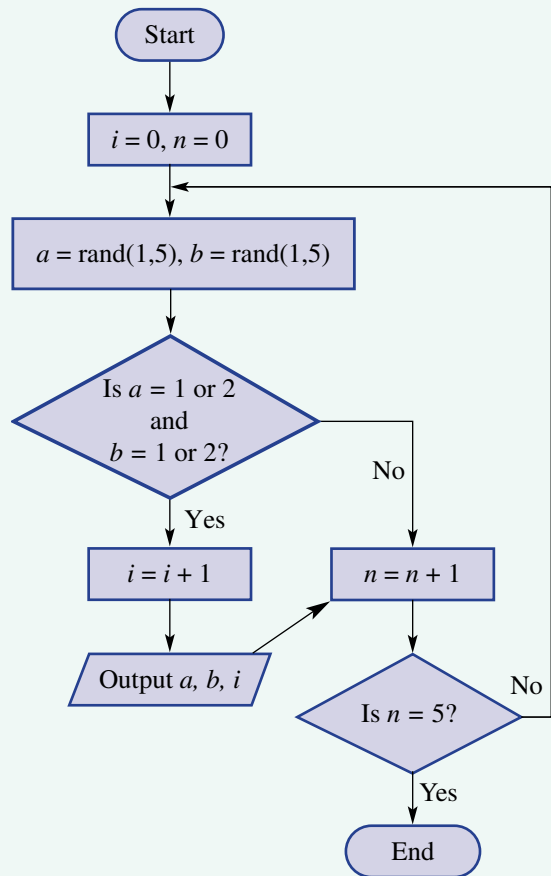 Start
i = 0, n = 0
a = rand(1,5), b = rand(1,5)
Is a = 1 or 2
and
b = 1 or 2?
No
Yes
i = i + 1
n = n + 1
Output a, b, i
Is n = 5?
No
Yes
End